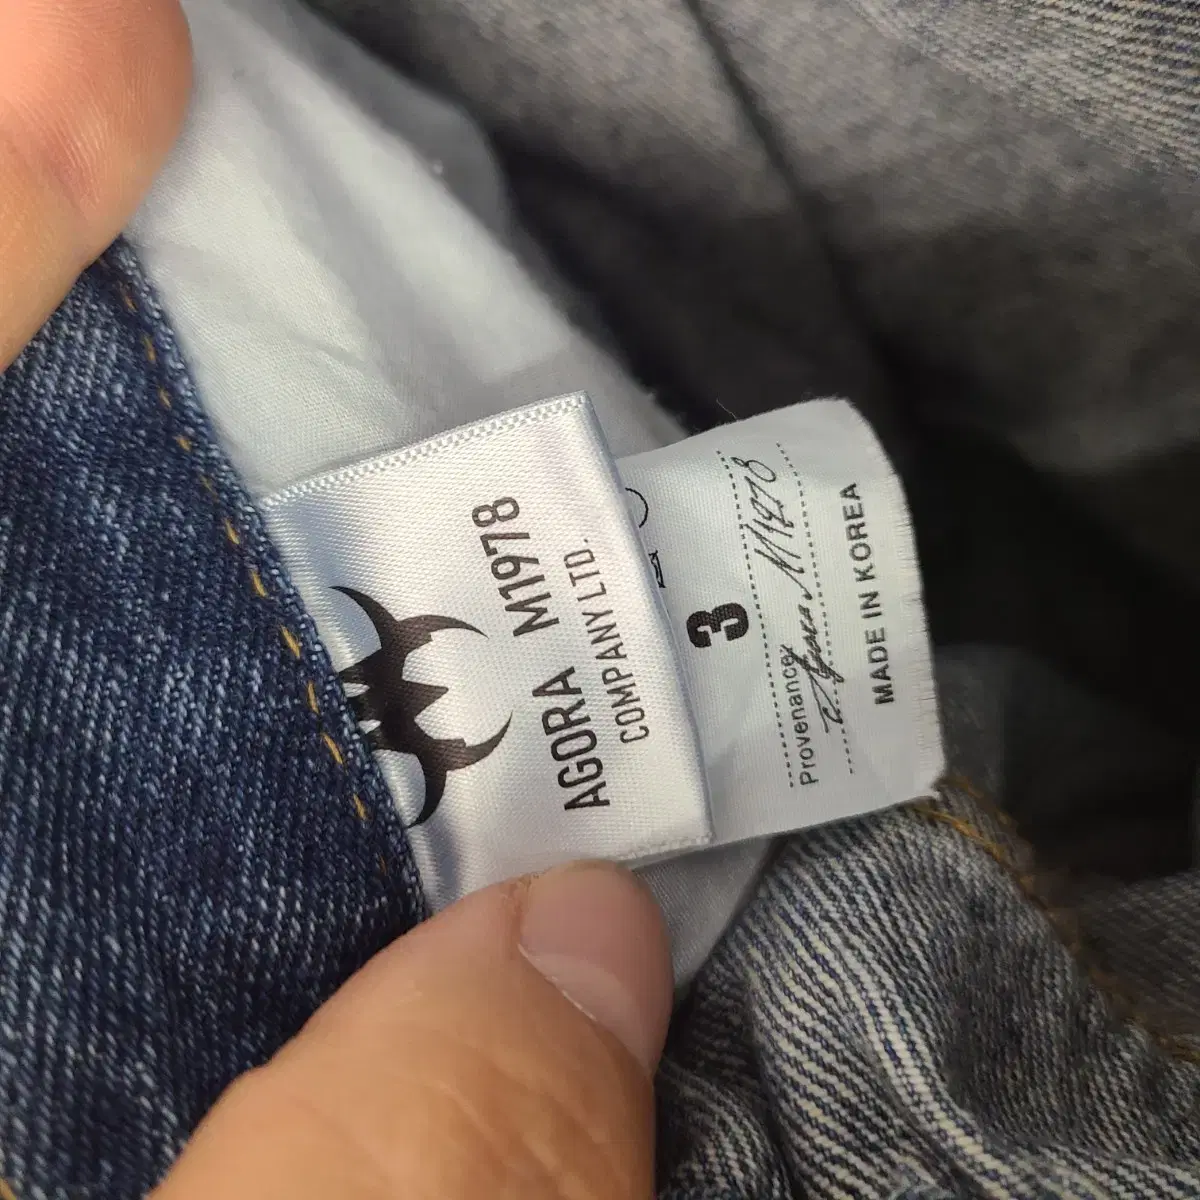 AGORA M1978
COMPANY LTD.
3
Provenance
M1978
MADE IN KOREA